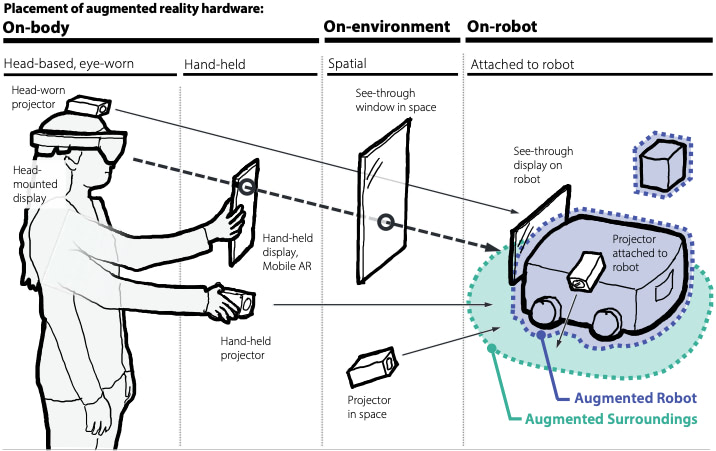 Placement of augmented reality hardware:
On-body
On-environment
On-robot
Head-based, eye-worn
Hand-held
Spatial
Attached to robot
Head-worn
projector
See-through
window in space
See-through
display on
robot
Head-
mounted
display
Hand-held
display,
Mobile AR
Projector
attached to
robot
Hand-held
projector
Projector
in space
Augmented Robot
Augmented Surroundings